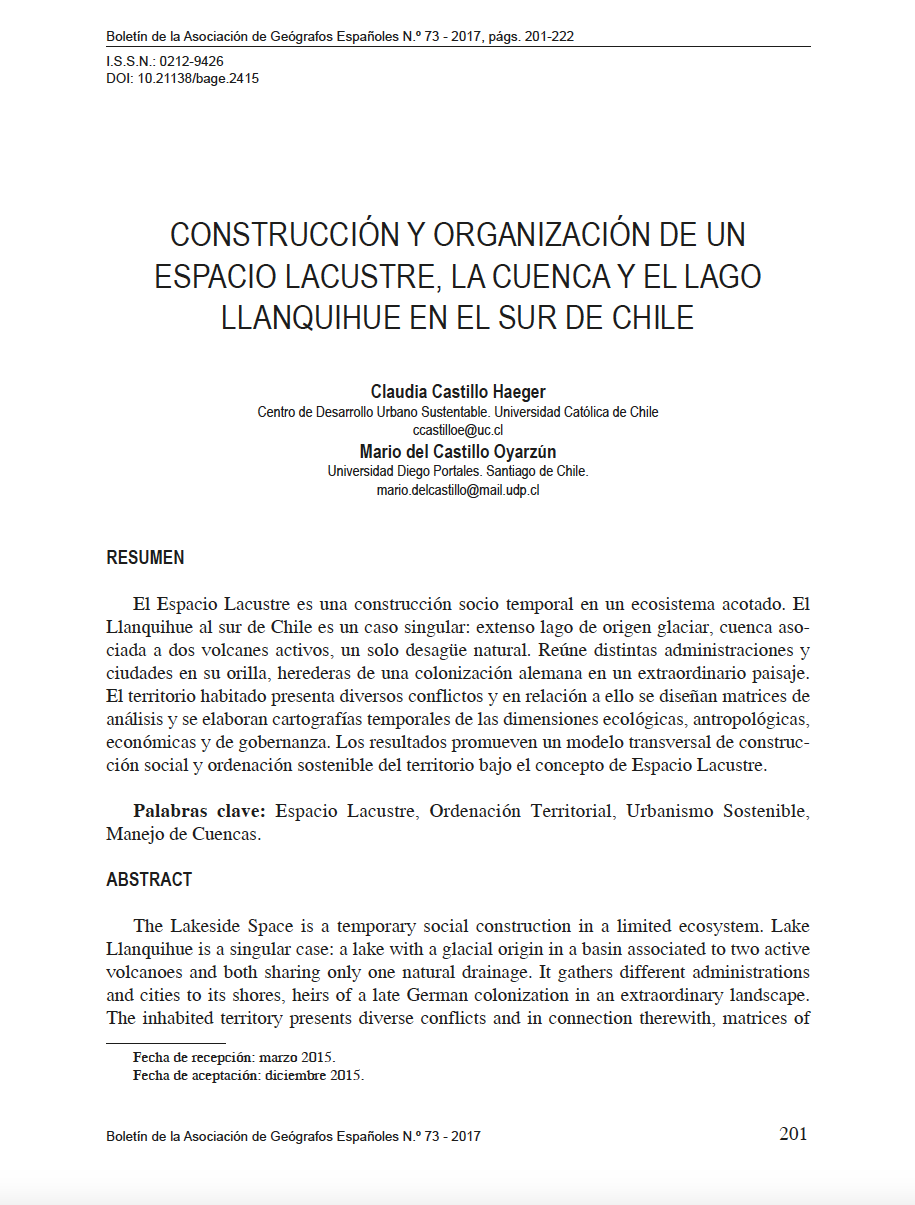 Boletín de la Asociación de Geógrafos Españoles N.º 73 - 2017, págs. 201-222
I.S.S.N.: 0212-9426
DOI: 10.21138/bage.2415
CONSTRUCCIÓN Y ORGANIZACIÓN DE UN
ESPACIO LACUSTRE, LA CUENCA Y EL LAGO
LLANQUIHUE EN EL SUR DE CHILE
Claudia Castillo Haeger
Centro de Desarrollo Urbano Sustentable. Universidad Católica de Chile
ccastilloe@uc.cl
Mario del Castillo Oyarzún
Universidad Diego Portales. Santiago de Chile.
mario.delcastillo@mail.udp.cl
RESUMEN
El Espacio Lacustre es una construcción socio temporal en un ecosistema acotado. El
Llanquihue al sur de Chile es un caso singular: extenso lago de origen glaciar, cuenca aso-
ciada a dos volcanes activos, un solo desagüe natural. Reúne distintas administraciones y
ciudades en su orilla, herederas de una colonización alemana en un extraordinario paisaje.
El territorio habitado presenta diversos conflictos y en relación a ello se diseñan matrices de
análisis y se elaboran cartografías temporales de las dimensiones ecológicas, antropológicas,
económicas y de gobernanza. Los resultados promueven un modelo transversal de construc-
ción social y ordenación sostenible del territorio bajo el concepto de Espacio Lacustre.
Palabras clave: Espacio Lacustre, Ordenación Territorial, Urbanismo Sostenible,
Manejo de Cuencas.
ABSTRACT
The Lakeside Space is a temporary social construction in a limited ecosystem. Lake
Llanquihue is a singular case: a lake with a glacial origin in a basin associated to two active
volcanoes and both sharing only one natural drainage. It gathers different administrations
and cities to its shores, heirs of a late German colonization in an extraordinary landscape.
The inhabited territory presents diverse conflicts and in connection therewith, matrices of
Fecha de recepción: marzo 2015.
Fecha de aceptación: diciembre 2015.
Boletín de la Asociación de Geógrafos Españoles N.º 73 - 2017
201